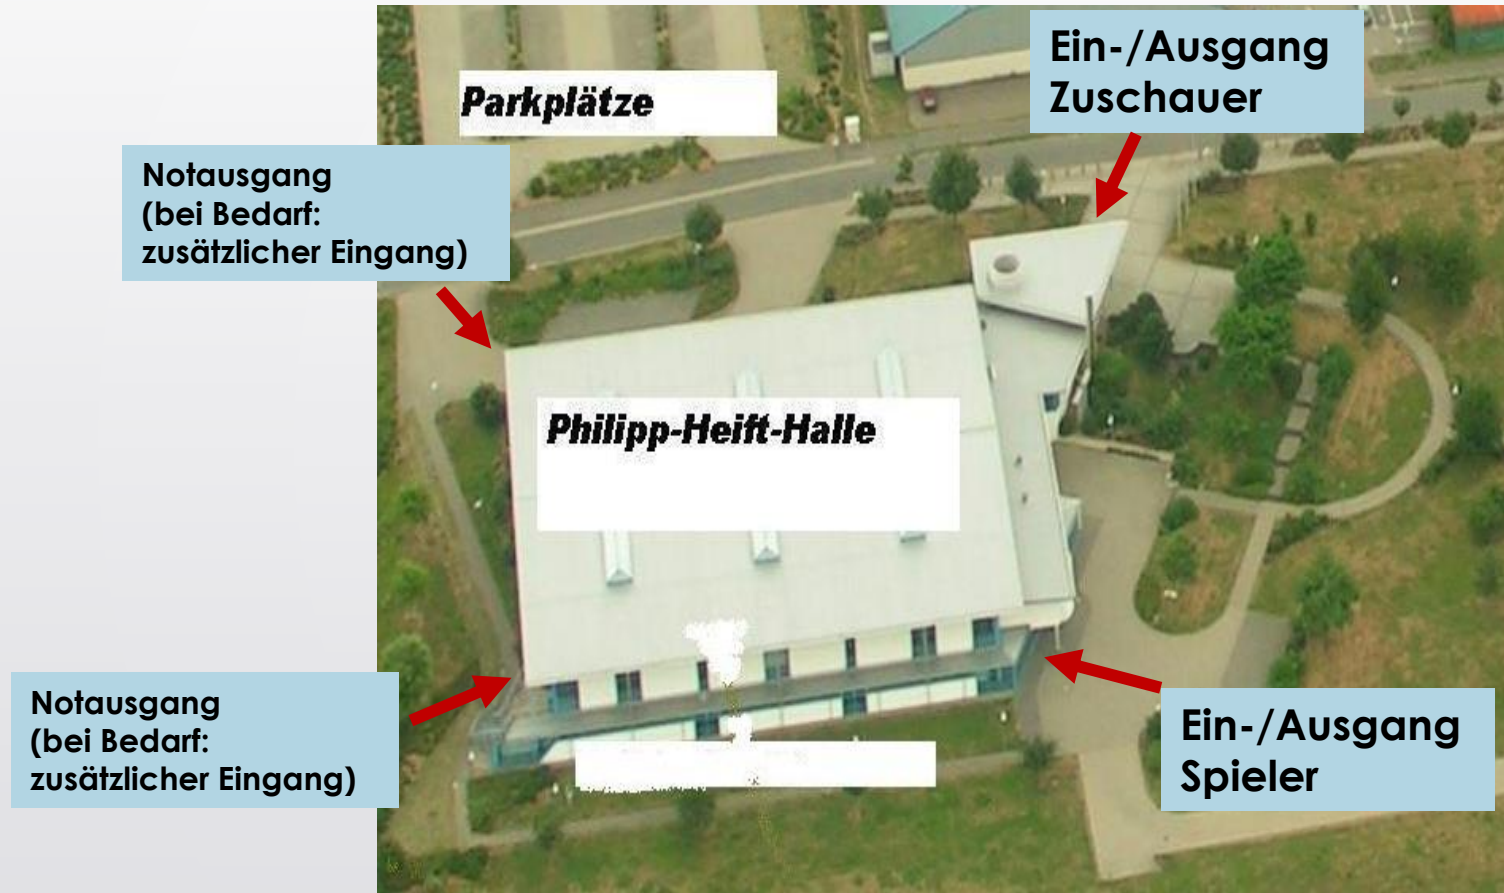 Parkplätze
Ein-/Ausgang
Zuschauer
Notausgang
(bei Bedarf:
zusätzlicher Eingang)
Philipp-Heift-Halle
Notausgang
(bei Bedarf:
zusätzlicher Eingang)
Ein-/Ausgang
Spieler